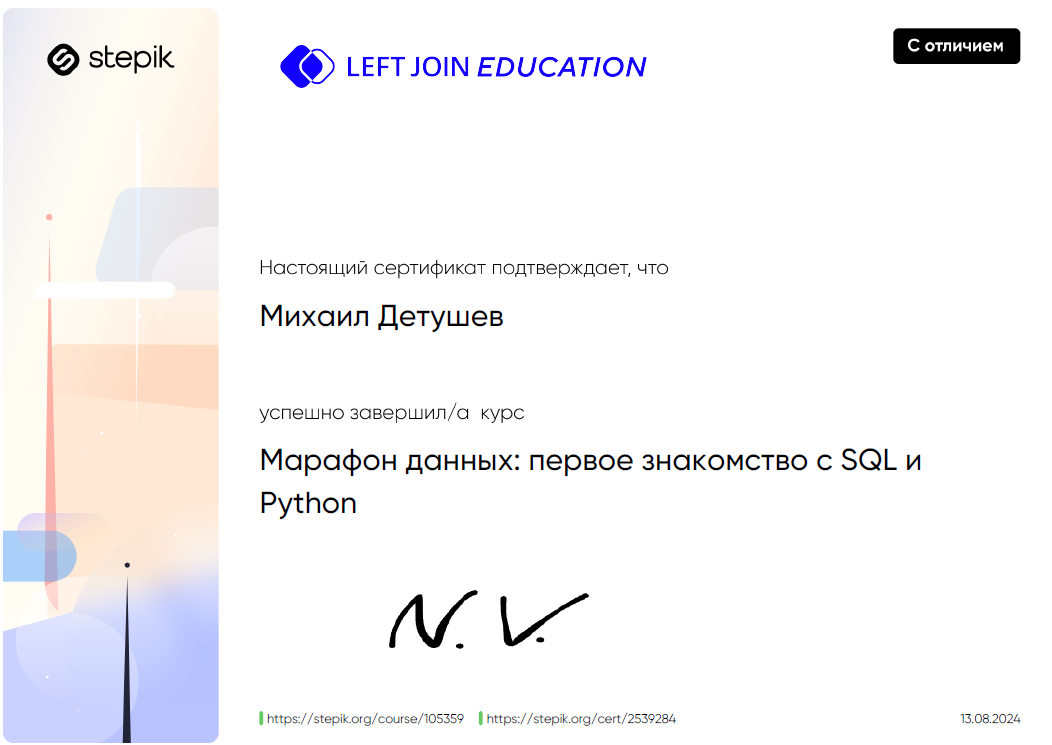 stepik
LEFT JOIN EDUCATION
С отличием
Настоящий сертификат подтверждает, что
Михаил Детушев
успешно завершил/а курс
Марафон данных: первое знакомство с SQL и
Python
N. V.
https://stepik.org/course/105359 https://stepik.org/cert/2539284 13.08.2024